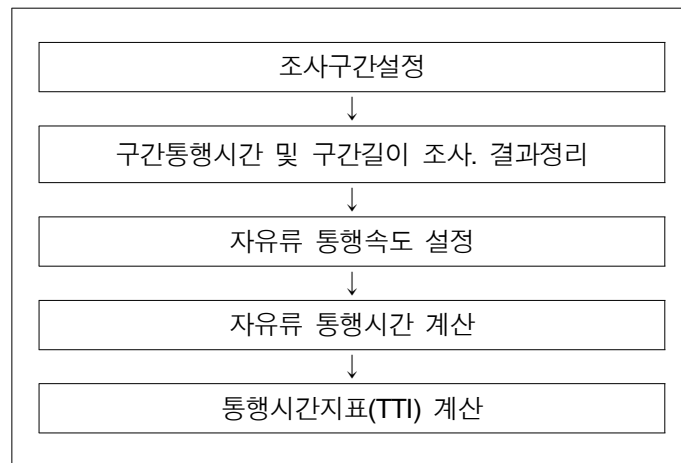 조사구간설정
↓
구간통행시간 및 구간길이 조사. 결과정리
↓
자유류 통행속도 설정
↓
자유류 통행시간 계산
↓
통행시간지표(TTI) 계산